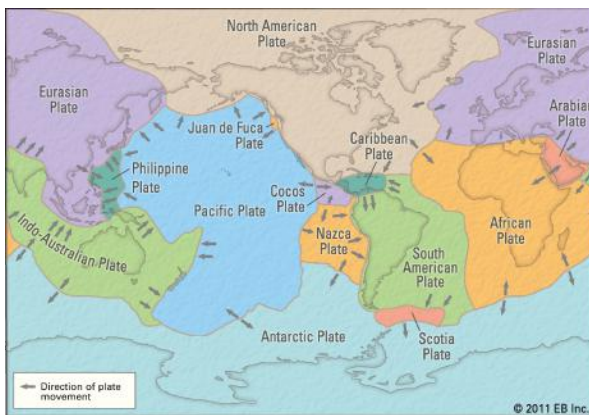 North American
Plate
Eurasian
Plate
Eurasian
Plate
Arabian
Plate
Juan de Fuca
Plate
Caribbean
Plate
Philippine
Plate
Cocos
Plate
Pacific Plate
Indo-Australian Plate
Nazca
Plate
African
Plate
South
American
Plate
Antarctic Plate
Scotia
Plate
Direction of plate
movement
© 2011 EB Inc.